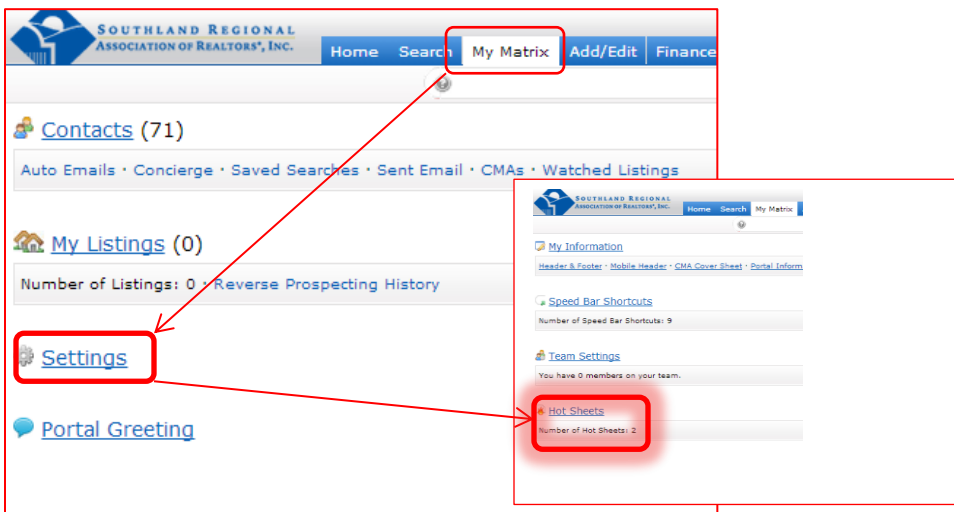 SOUTHLAND REGIONAL
ASSOCIATION OF REALTORS®, INC.
Home Search My Matrix Add/Edit Finance
Contacts (71)
Auto Emails · Concierge · Saved Searches · Sent Email · CMAs · Watched Listings
My Listings (0)
Number of Listings: 0 · Reverse Prospecting History
Settings
Portal Greeting
SOUTHLAND REGIONAL
ASSOCIATION OF REALTORS®, INC.
Home Search My Matrix
My Information
Header & Footer · Mobile Header · CMA Cover Sheet · Portal Inform
Speed Bar Shortcuts
Number of Speed Bar Shortcuts: 9
Team Settings
You have 0 members on your team.
Hot Sheets
Number of Hot Sheets: 2